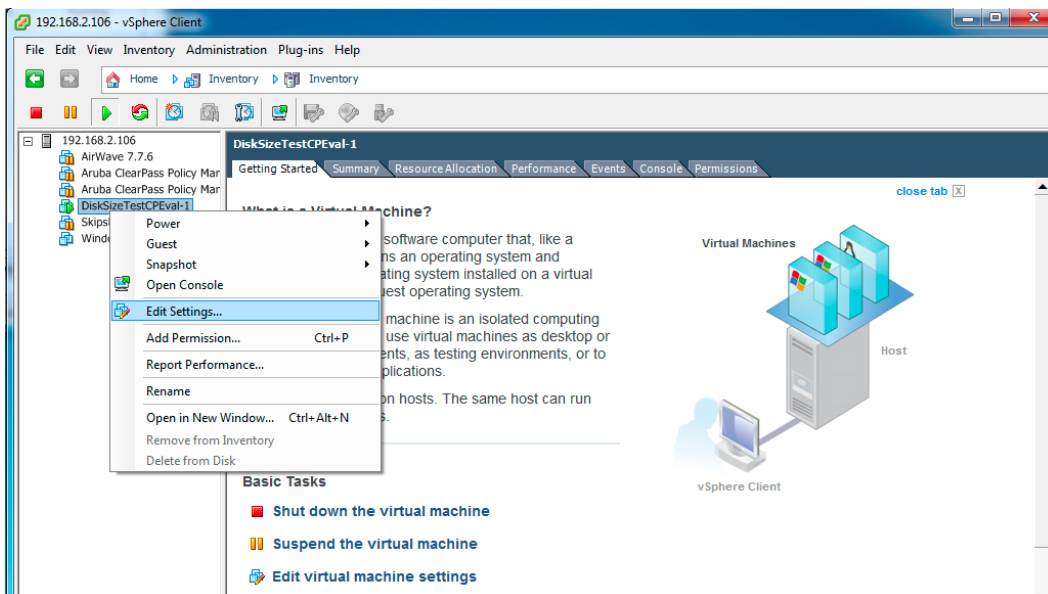 192.168.2.106 - vSphere Client
File Edit View Inventory Administration Plug-ins Help
Home Inventory Inventory
192.168.2.106
AirWave 7.7.6
Aruba ClearPass Policy Mar
Aruba ClearPass Policy Mar
DiskSizeTestCPEval-1
Skips
Windo
DiskSizeTestCPEval-1
Getting Started Summary Resource Allocation Performance Events Console Permissions
close tab X
What is a Virtual Machine?
software computer that, like a
an operating system and
ating system installed on a virtual
uest operating system.
machine is an isolated computing
use virtual machines as desktop or
ents, as testing environments, or to
plications.
on hosts. The same host can run
Power
Guest
Snapshot
Open Console
Edit Settings...
Add Permission... Ctrl+P
Report Performance...
Rename
Open in New Window... Ctrl+Alt+N
Remove from Inventory
Delete from Disk
Virtual Machines
Host
vSphere Client
Basic Tasks
Shut down the virtual machine
Suspend the virtual machine
Edit virtual machine settings